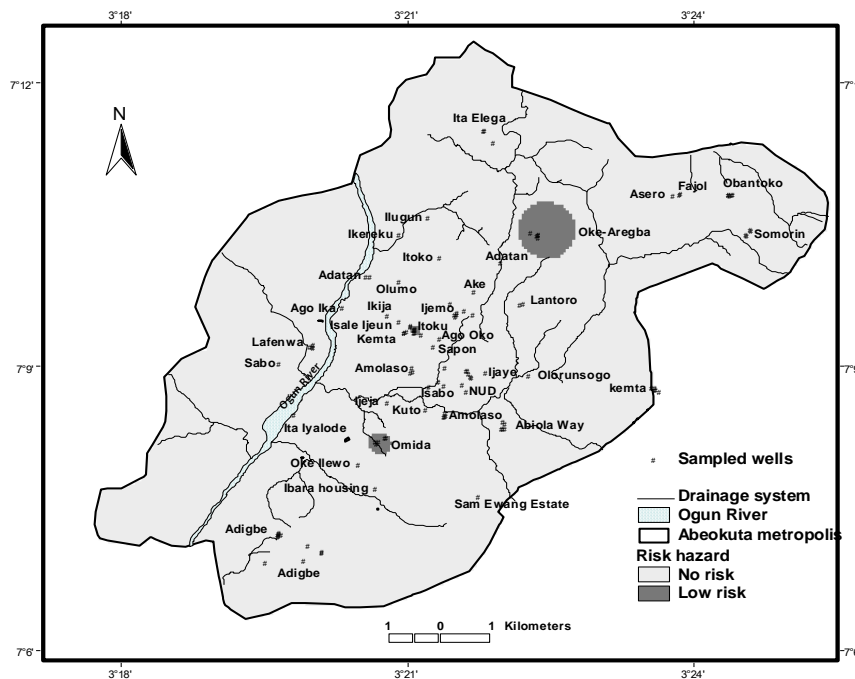 3°18' 3°21' 3°24'
7°12'
N
Ita Elega
Asero Fajol Obantoko
Ilugun
Ikereku
Oke-Aregba
Somorin
Itoko Adatan
Adatan
Olumo Ake
Ago Ika Ikija Ijemo Lantoro
Isale Ijeun Itoku
Kemta Ago Oko
Lafenwa Sapon
7°9'
Sabo Amolaso Ijaye Olorunsogo
Ogun River
Isabo NUD kemta
Ijeja Kuto Amolaso
Ita Iyalode Abiola Way
Omida
Oke Ilewo
Ibara housing
Sam Ewang Estate
Adigbe
Adigbe
# Sampled wells
Drainage system
Ogun River
Abeokuta metropolis
Risk hazard
No risk
Low risk
1 0 1 Kilometers
7°6'
3°18' 3°21' 3°24'